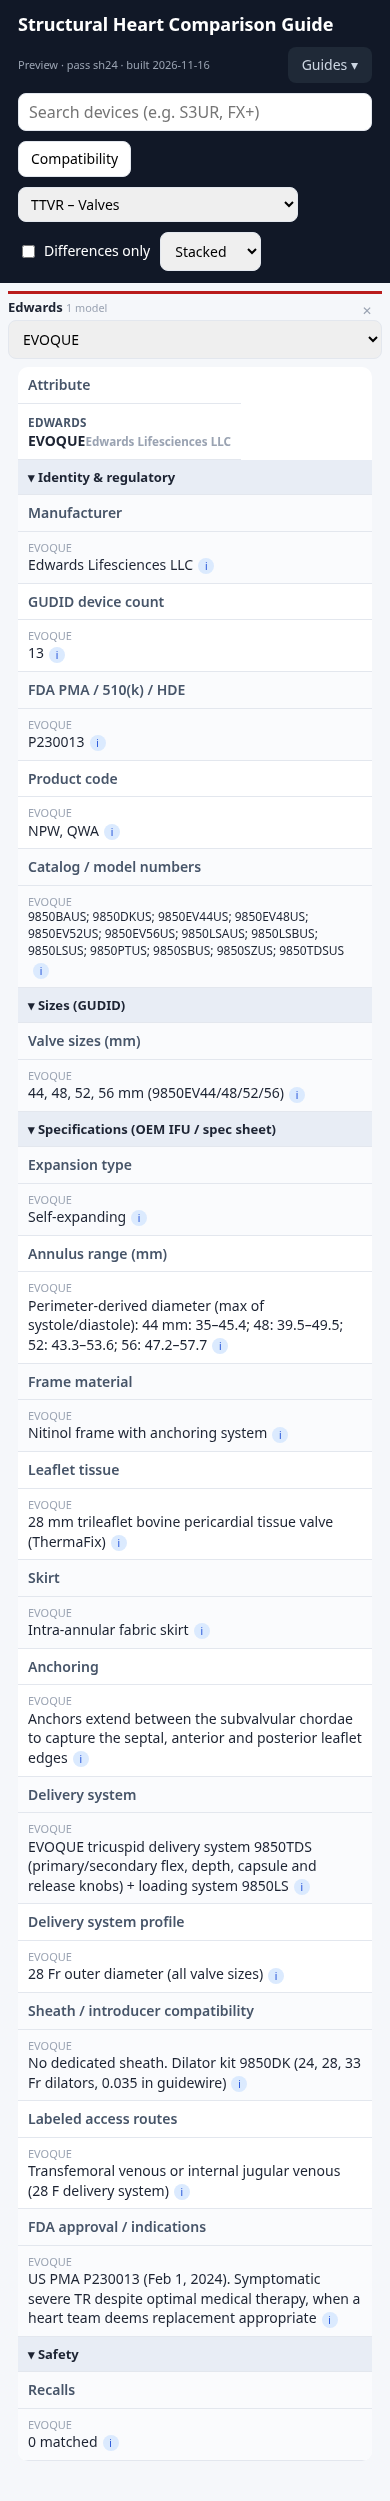 Structural Heart Comparison Guide
Preview · pass sh24 · built 2026-11-16
Guides ▾
Search devices (e.g. S3UR, FX+)
Compatibility
TTVR – Valves
Differences only
Stacked
Edwards 1 model
×
EVOQUE
Attribute
EDWARDS
EVOQUEEdwards Lifesciences LLC
▾ Identity & regulatory
Manufacturer
EVOQUE
Edwards Lifesciences LLC i
GUDID device count
EVOQUE
13 i
FDA PMA / 510(k) / HDE
EVOQUE
P230013 i
Product code
EVOQUE
NPW, QWA i
Catalog / model numbers
EVOQUE
9850BAUS; 9850DKUS; 9850EV44US; 9850EV48US;
9850EV52US; 9850EV56US; 9850LSAUS; 9850LSBUS;
9850LSUS; 9850PTUS; 9850SBUS; 9850SZUS; 9850TDSUS
i
▾ Sizes (GUDID)
Valve sizes (mm)
EVOQUE
44, 48, 52, 56 mm (9850EV44/48/52/56) i
▾ Specifications (OEM IFU / spec sheet)
Expansion type
EVOQUE
Self-expanding i
Annulus range (mm)
EVOQUE
Perimeter-derived diameter (max of
systole/diastole): 44 mm: 35–45.4; 48: 39.5–49.5;
52: 43.3–53.6; 56: 47.2–57.7 i
Frame material
EVOQUE
Nitinol frame with anchoring system i
Leaflet tissue
EVOQUE
28 mm trileaflet bovine pericardial tissue valve
(ThermaFix) i
Skirt
EVOQUE
Intra-annular fabric skirt i
Anchoring
EVOQUE
Anchors extend between the subvalvular chordae
to capture the septal, anterior and posterior leaflet
edges i
Delivery system
EVOQUE
EVOQUE tricuspid delivery system 9850TDS
(primary/secondary flex, depth, capsule and
release knobs) + loading system 9850LS i
Delivery system profile
EVOQUE
28 Fr outer diameter (all valve sizes) i
Sheath / introducer compatibility
EVOQUE
No dedicated sheath. Dilator kit 9850DK (24, 28, 33
Fr dilators, 0.035 in guidewire) i
Labeled access routes
EVOQUE
Transfemoral venous or internal jugular venous
(28 F delivery system) i
FDA approval / indications
EVOQUE
US PMA P230013 (Feb 1, 2024). Symptomatic
severe TR despite optimal medical therapy, when a
heart team deems replacement appropriate i
▾ Safety
Recalls
EVOQUE
0 matched i